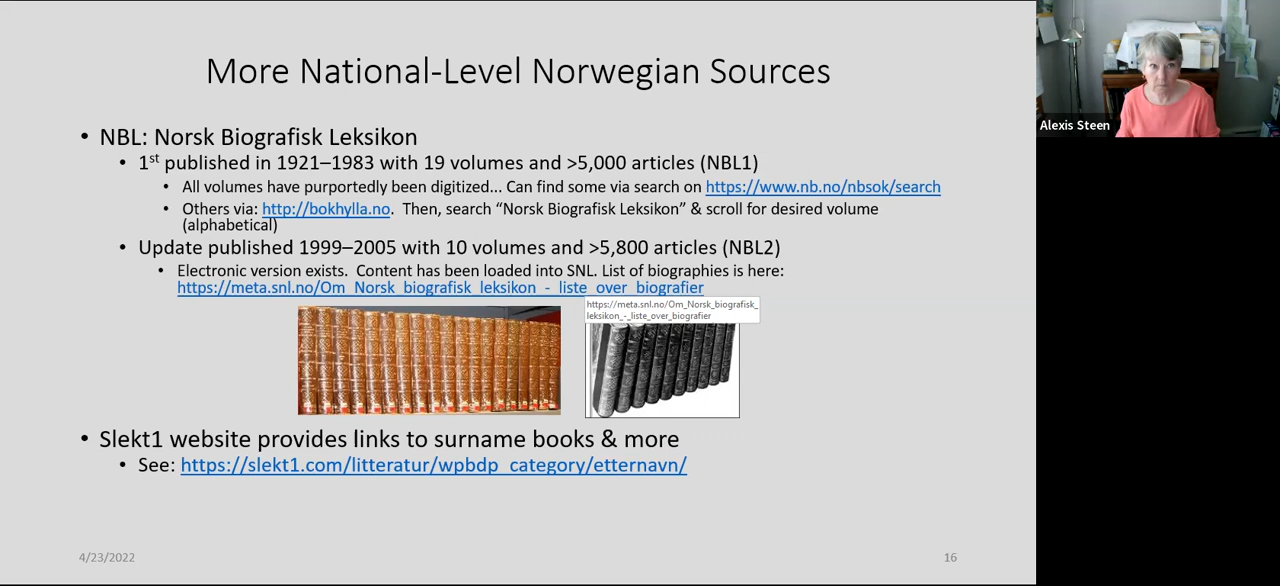 More National-Level Norwegian Sources
• NBL: Norsk Biografisk Leksikon
• 1st published in 1921–1983 with 19 volumes and >5,000 articles (NBL1)
• All volumes have purportedly been digitized... Can find some via search on https://www.nb.no/nbsok/search
• Others via: http://bokhylla.no. Then, search “Norsk Biografisk Leksikon” & scroll for desired volume
(alphabetical)
• Update published 1999–2005 with 10 volumes and >5,800 articles (NBL2)
• Electronic version exists. Content has been loaded into SNL. List of biographies is here:
https://meta.snl.no/Om_Norsk_biografisk_leksikon_-_liste_over_biografier
https://meta.snl.no/Om_Norsk_biografisk_
leksikon_-_liste_over_biografier
• Slekt1 website provides links to surname books & more
• See: https://slekt1.com/litteratur/wpbdp_category/etternavn/
4/23/2022
16
Alexis Steen